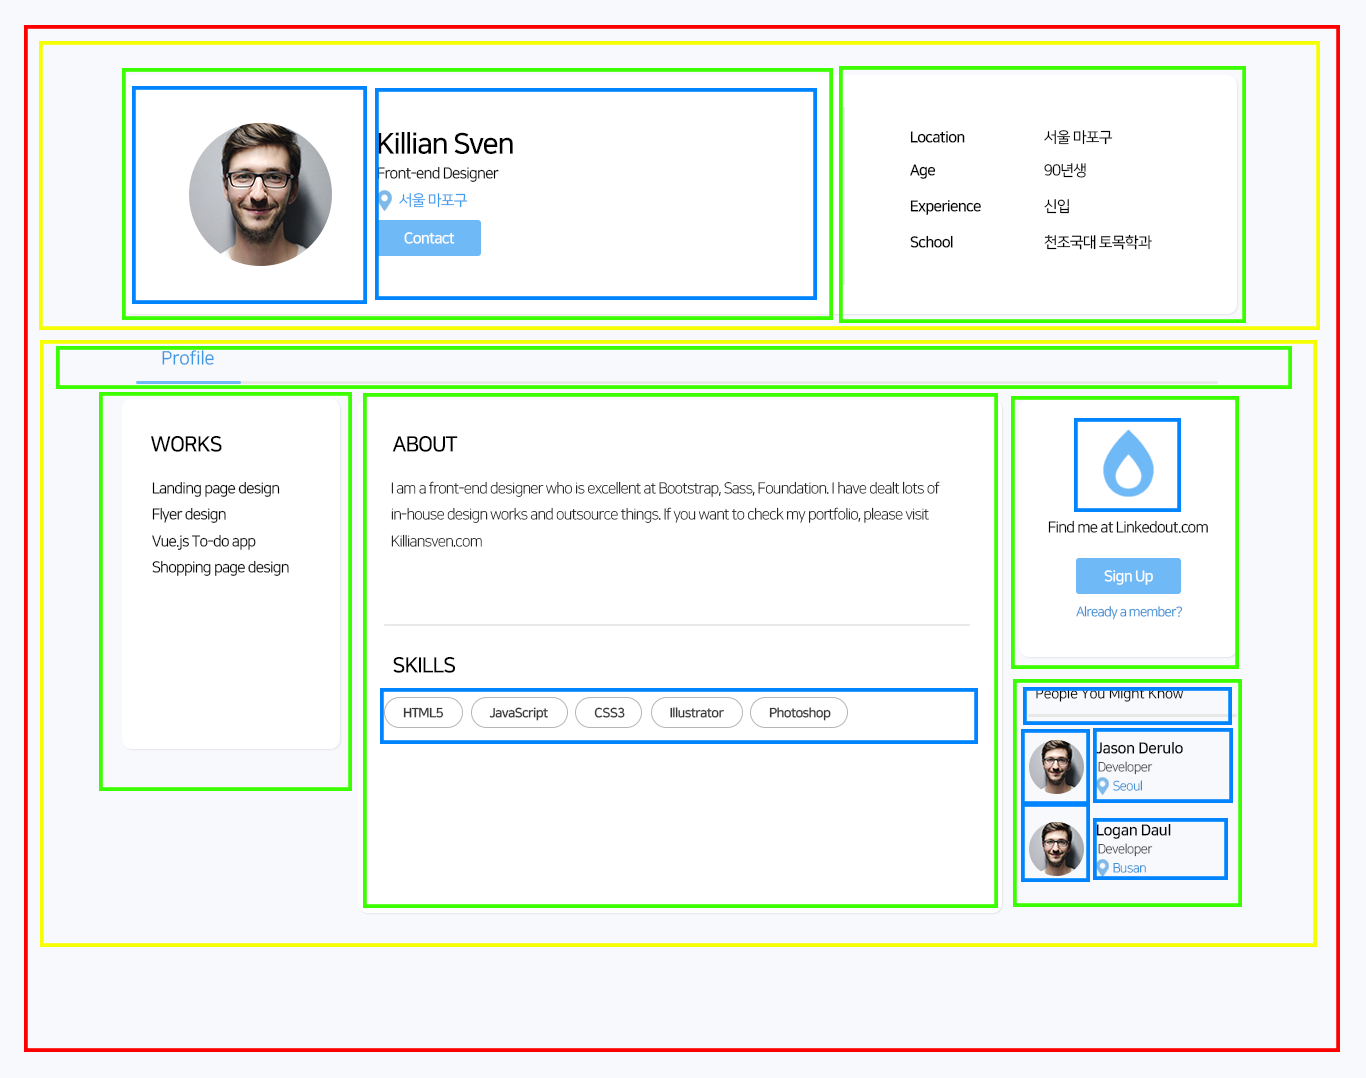 Killian Sven
Front-end Designer
서울 마포구
Contact
Location 서울 마포구
Age 90년생
Experience 신입
School 천조국대 토목학과
Profile
WORKS
Landing page design
Flyer design
Vue.js To-do app
Shopping page design
ABOUT
I am a front-end designer who is excellent at Bootstrap, Sass, Foundation. I have dealt lots of
in-house design works and outsource things. If you want to check my portfolio, please visit
Killiansven.com
SKILLS
HTML5 JavaScript CSS3 Illustrator Photoshop
Find me at Linkedout.com
Sign Up
Already a member?
People You Might Know
Jason Derulo
Developer
Seoul
Logan Daul
Developer
Busan